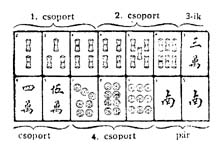 1. csoport 2. csoport 3-ik
三萬
四萬 伍萬 南 南
csoport 4. csoport pár